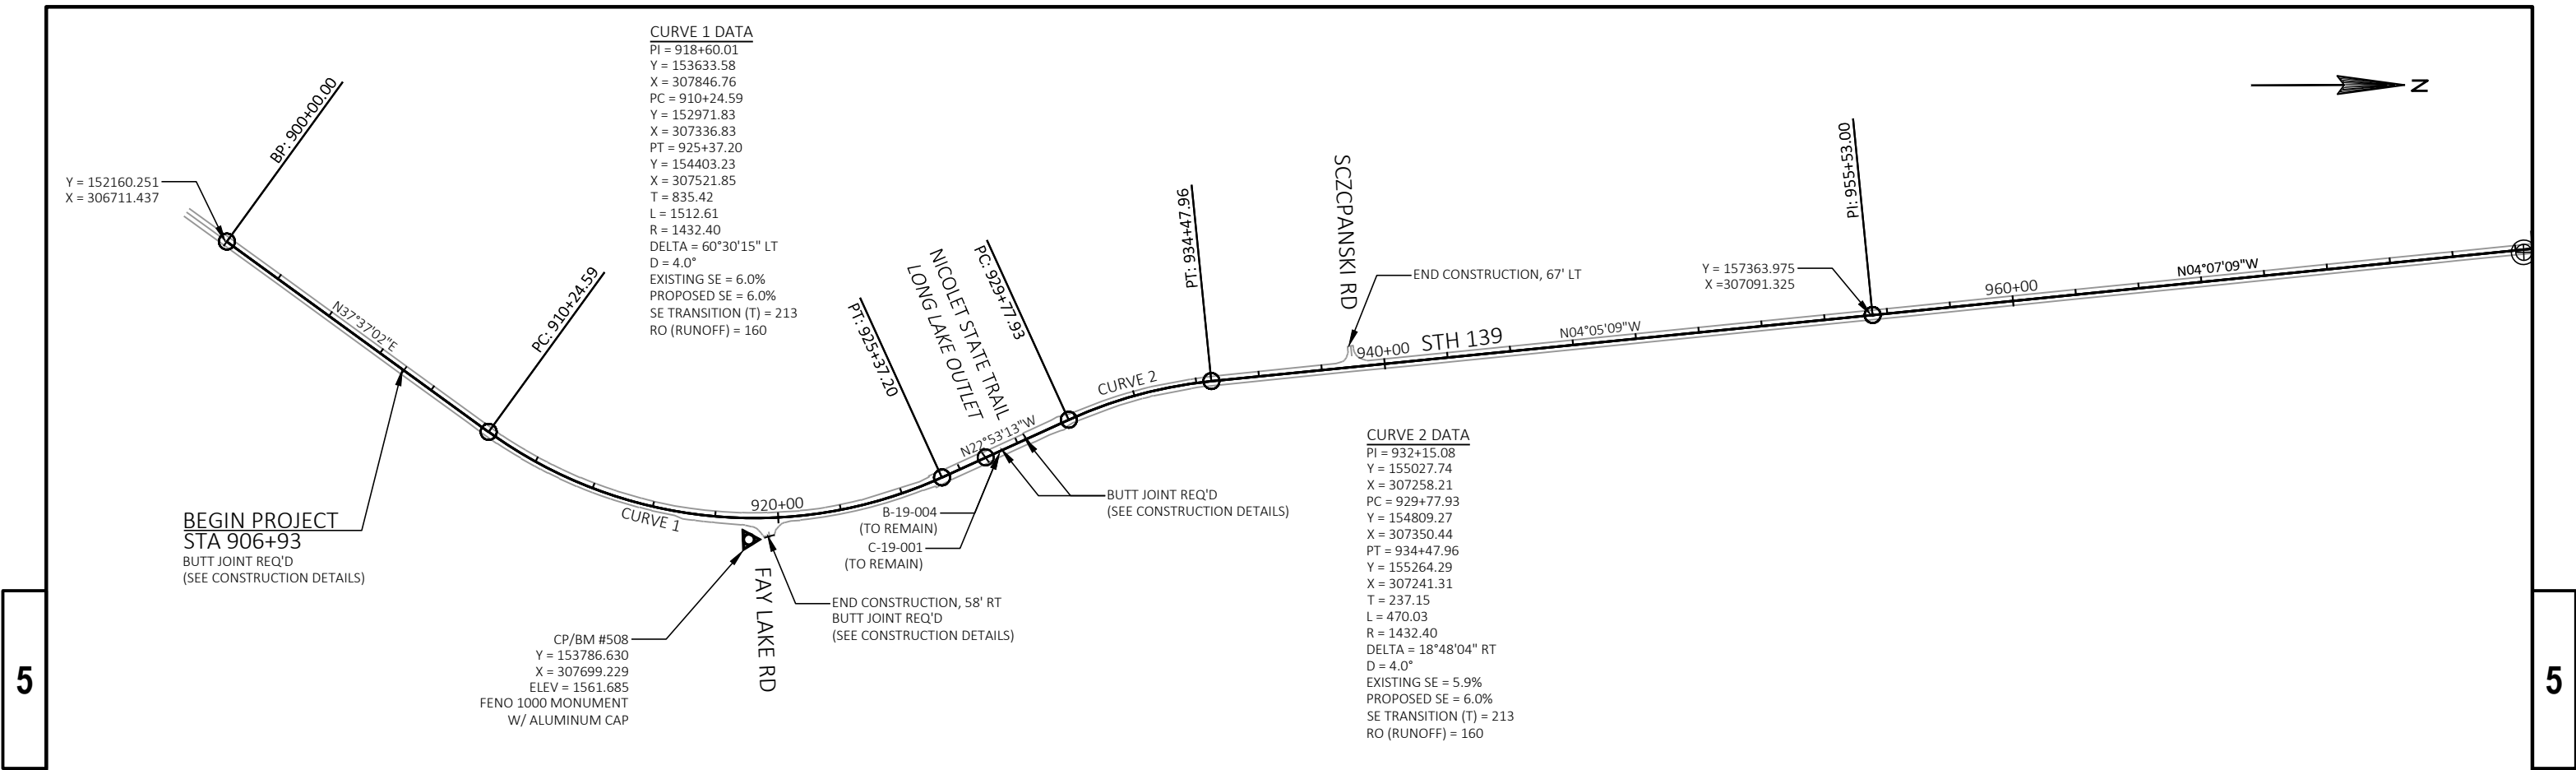 CURVE 1 DATA
PI = 918+60.01
Y = 153633.58
X = 307846.76
PC = 910+24.59
Y = 152971.83
X = 307336.83
PT = 925+37.20
Y = 154403.23
X = 307521.85
T = 835.42
L = 1512.61
R = 1432.40
DELTA = 60°30'15" LT
D = 4.0°
EXISTING SE = 6.0%
PROPOSED SE = 6.0%
SE TRANSITION (T) = 213
RO (RUNOFF) = 160
N
BP: 900+00.00
Y = 152160.251
X = 306711.437
N37°37'02"E
PC: 910+24.59
BEGIN PROJECT
STA 906+93
BUTT JOINT REQ'D
(SEE CONSTRUCTION DETAILS)
CURVE 1
920+00
PT: 925+37.20
NICOLET STATE TRAIL
LONG LAKE OUTLET
N22°53'13"W
PC: 929+77.93
CURVE 2
PT: 934+47.96
B-19-004
(TO REMAIN)
C-19-001
(TO REMAIN)
BUTT JOINT REQ'D
(SEE CONSTRUCTION DETAILS)
FAY LAKE RD
END CONSTRUCTION, 58' RT
BUTT JOINT REQ'D
(SEE CONSTRUCTION DETAILS)
CP/BM #508
Y = 153786.630
X = 307699.229
ELEV = 1561.685
FENO 1000 MONUMENT
W/ ALUMINUM CAP
SCZCPANSKI RD
END CONSTRUCTION, 67' LT
940+00
STH 139
N04°05'09"W
Y = 157363.975
X =307091.325
PI: 955+53.00
960+00
N04°07'09"W
CURVE 2 DATA
PI = 932+15.08
Y = 155027.74
X = 307258.21
PC = 929+77.93
Y = 154809.27
X = 307350.44
PT = 934+47.96
Y = 155264.29
X = 307241.31
T = 237.15
L = 470.03
R = 1432.40
DELTA = 18°48'04" RT
D = 4.0°
EXISTING SE = 5.9%
PROPOSED SE = 6.0%
SE TRANSITION (T) = 213
RO (RUNOFF) = 160
5
5